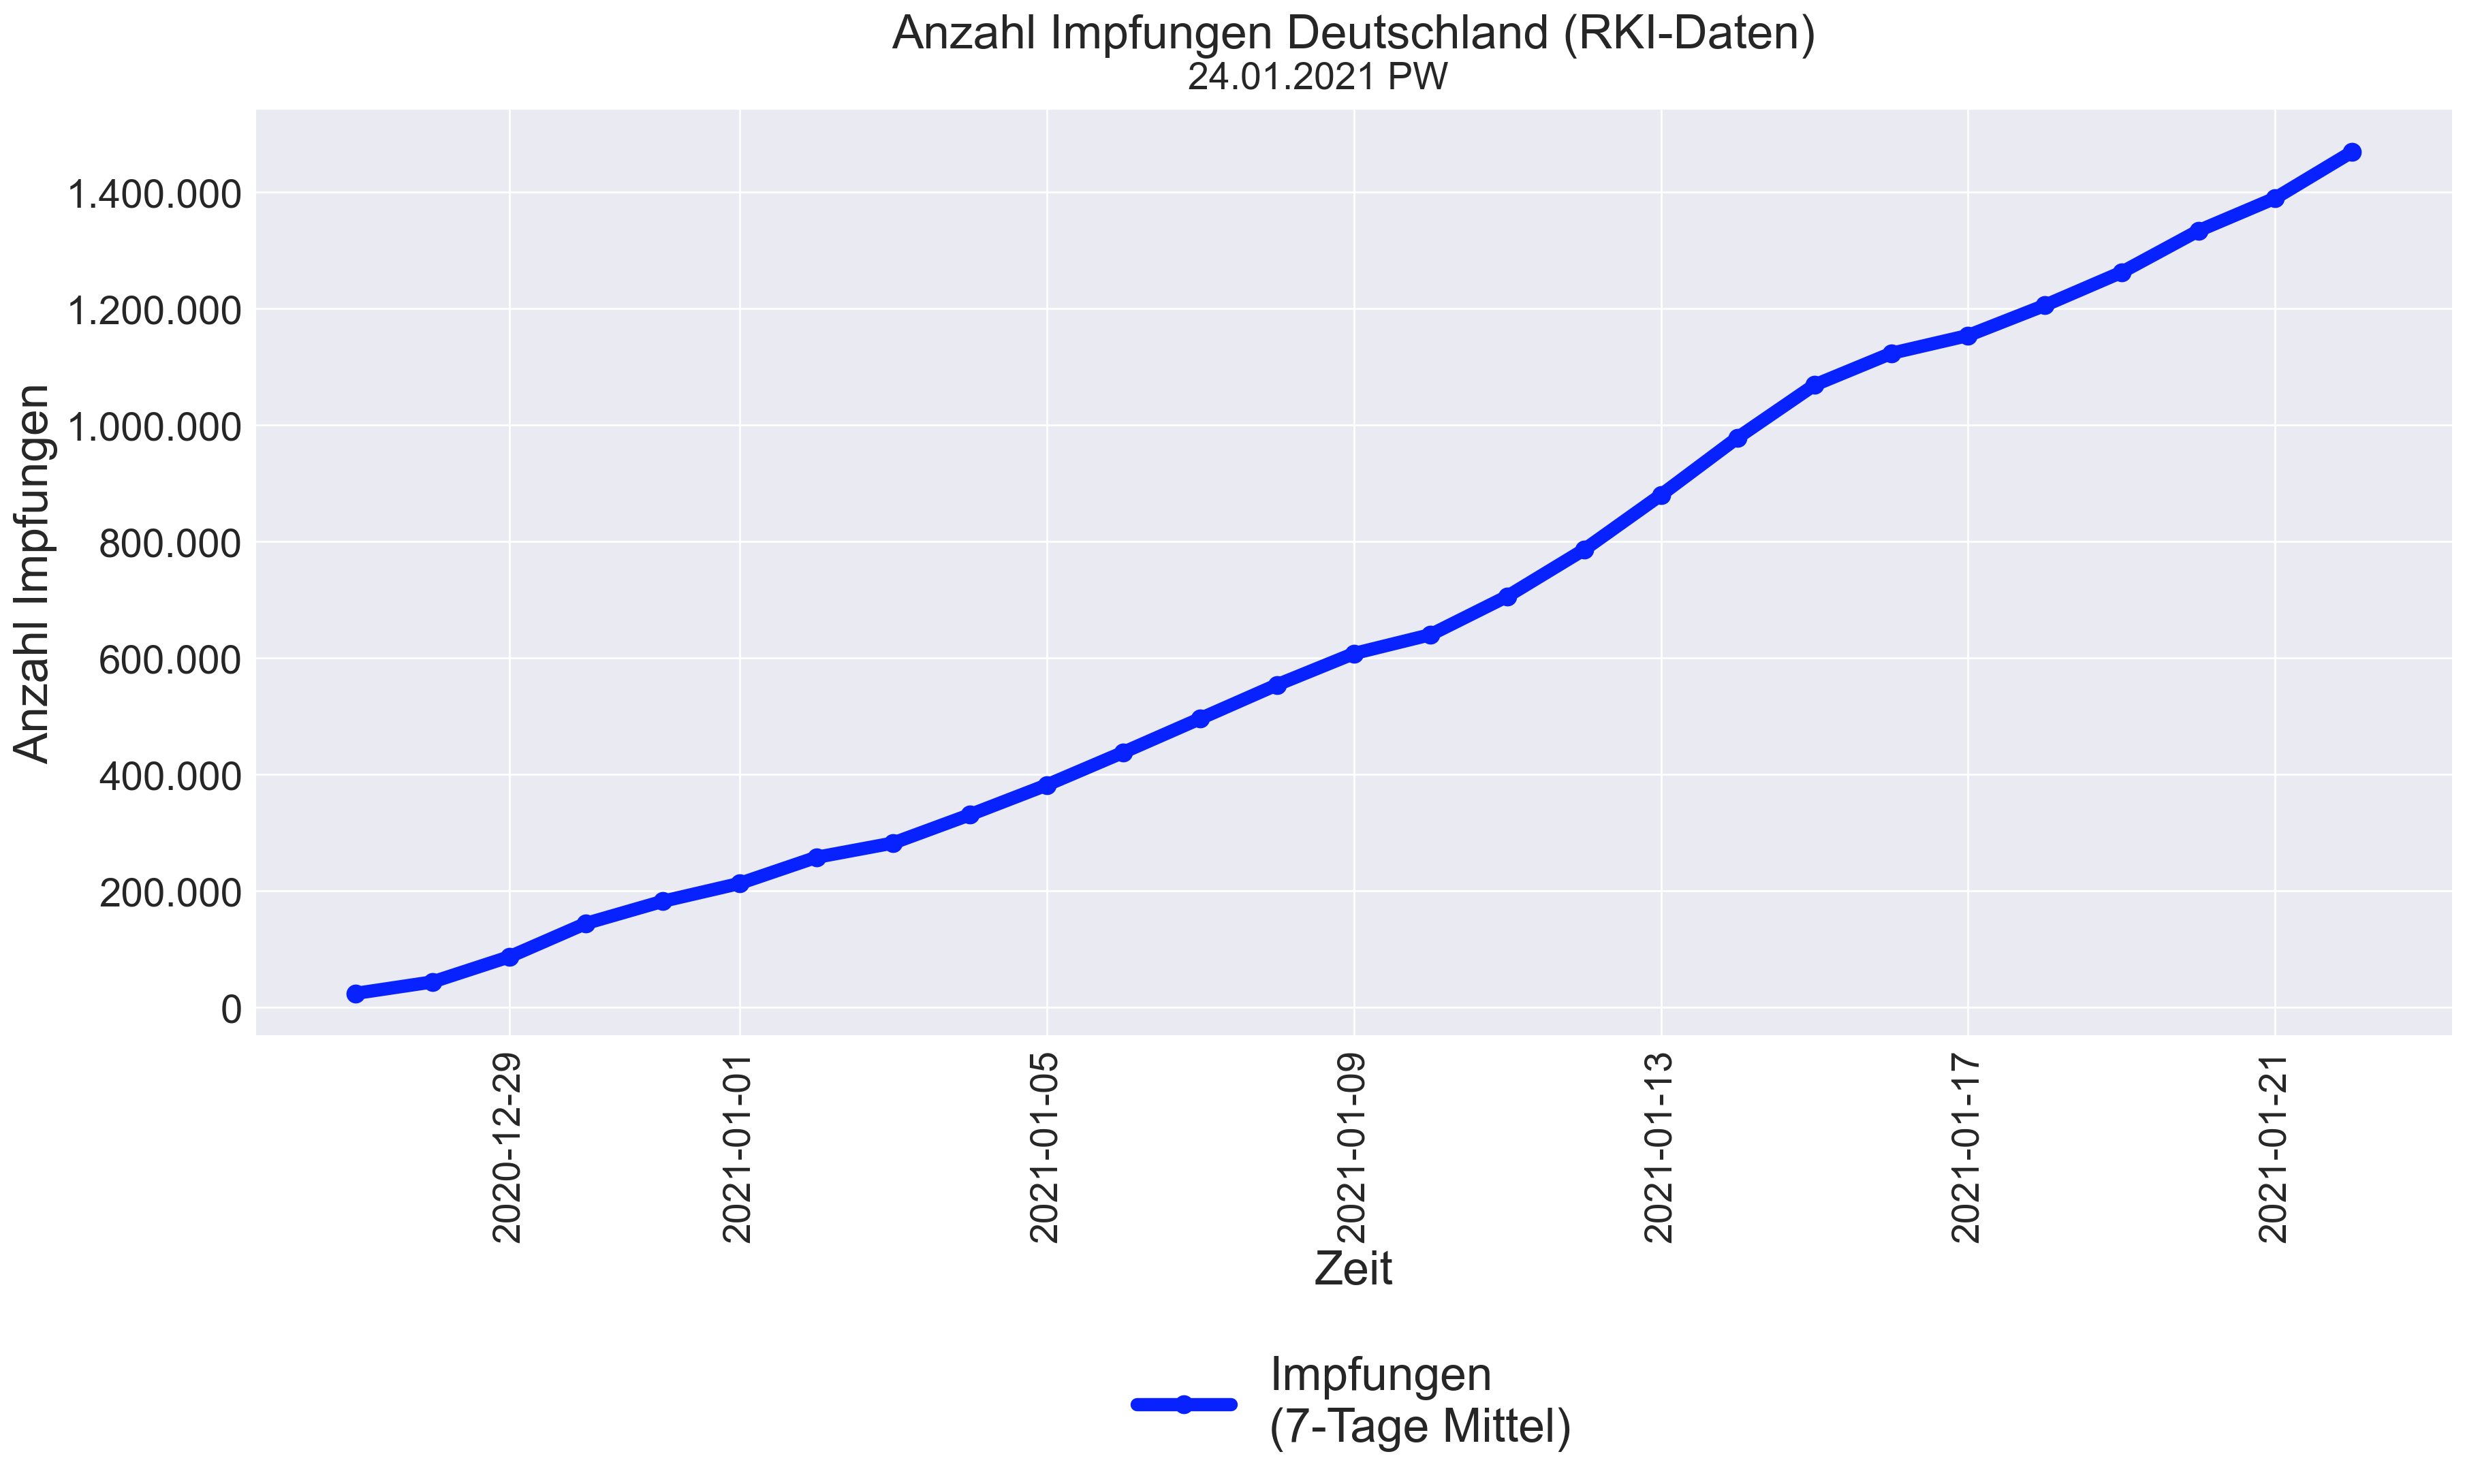 Anzahl Impfungen Deutschland (RKI-Daten)
24.01.2021 PW
Anzahl Impfungen
1.400.000
1.200.000
1.000.000
800.000
600.000
400.000
200.000
0
2020-12-29
2021-01-01
2021-01-05
2021-01-09
2021-01-13
2021-01-17
2021-01-21
Zeit
Impfungen
(7-Tage Mittel)